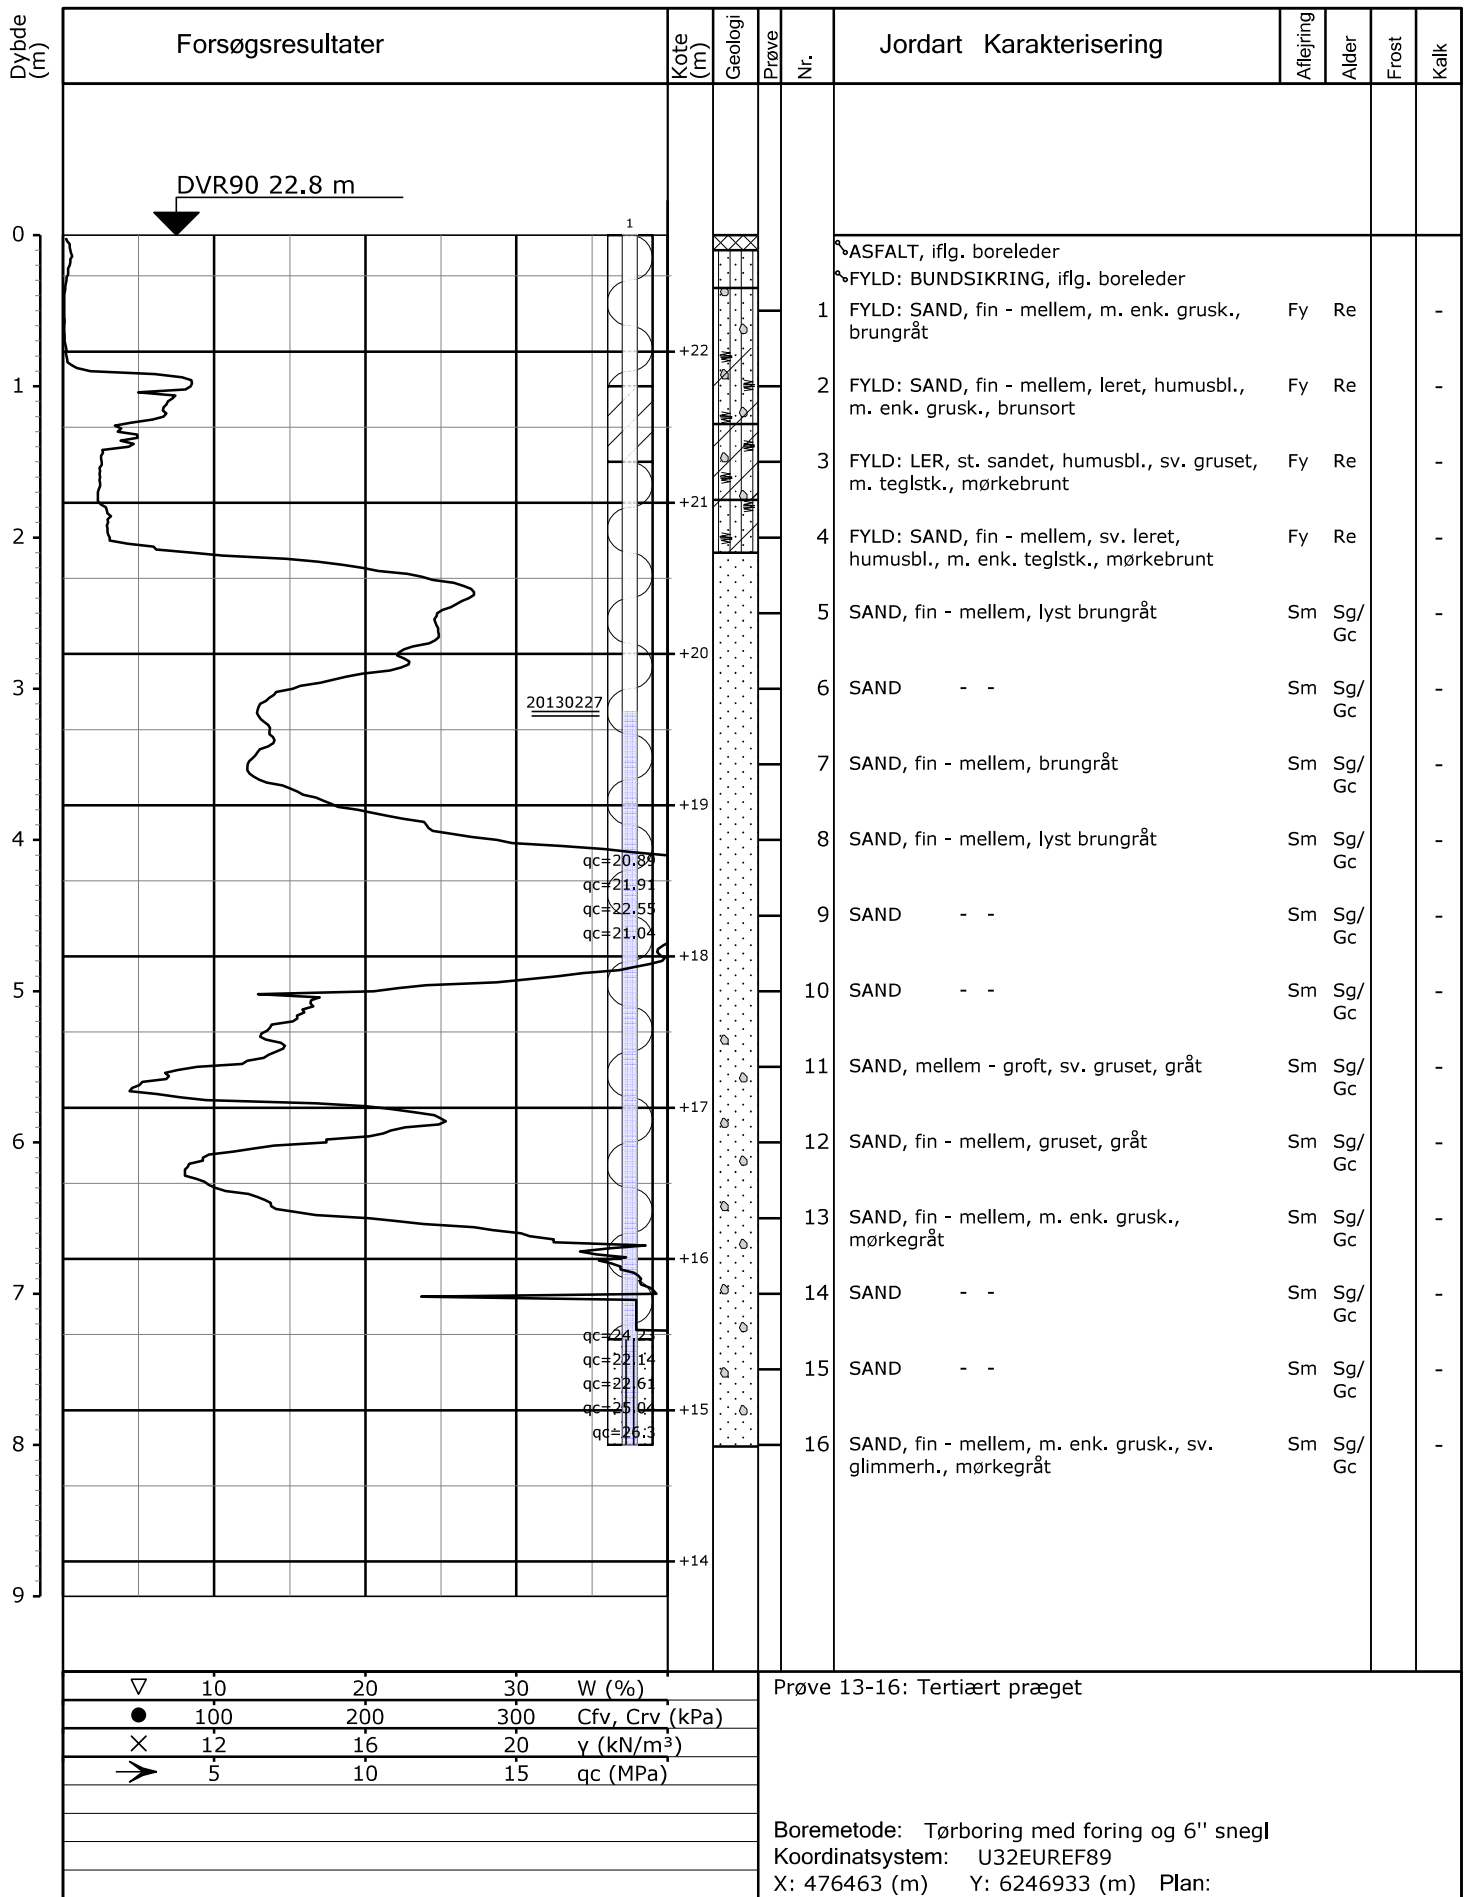 Dybde (m)
Forsøgsresultater
Kote (m)
Geologi
Prøve
Nr.
Jordart Karakterisering
Aflejring
Alder
Frost
Kalk
DVR90 22.8 m
1
0
ASFALT, iflg. boreleder
FYLD: BUNDSIKRING, iflg. boreleder
1 FYLD: SAND, fin - mellem, m. enk. grusk., Fy Re -
brungråt
+22
1
2 FYLD: SAND, fin - mellem, leret, humusbl., Fy Re -
m. enk. grusk., brunsort
3 FYLD: LER, st. sandet, humusbl., sv. gruset, Fy Re -
m. teglstk., mørkebrunt
+21
2
4 FYLD: SAND, fin - mellem, sv. leret, Fy Re -
humusbl., m. enk. teglstk., mørkebrunt
5 SAND, fin - mellem, lyst brungråt Sm Sg/ -
Gc
+20
3
6 SAND - - Sm Sg/ -
Gc
20130227
7 SAND, fin - mellem, brungråt Sm Sg/ -
Gc
+19
4
8 SAND, fin - mellem, lyst brungråt Sm Sg/ -
Gc
qc=20.89
qc=21.91
qc=22.55
qc=21.04
9 SAND - - Sm Sg/ -
Gc
+18
5
10 SAND - - Sm Sg/ -
Gc
11 SAND, mellem - groft, sv. gruset, gråt Sm Sg/ -
Gc
+17
6
12 SAND, fin - mellem, gruset, gråt Sm Sg/ -
Gc
13 SAND, fin - mellem, m. enk. grusk., Sm Sg/ -
mørkegråt Gc
+16
7
14 SAND - - Sm Sg/ -
Gc
qc=24.23
qc=22.14
qc=22.61
qc=25.04
qc=26.3
15 SAND - - Sm Sg/ -
Gc
+15
8
16 SAND, fin - mellem, m. enk. grusk., sv. Sm Sg/ -
glimmerh., mørkegråt Gc
+14
9
10 20 30 W (%)
100 200 300 Cfv, Crv (kPa)
12 16 20 γ (kN/m³)
5 10 15 qc (MPa)
Prøve 13-16: Tertiært præget
Boremetode: Tørboring med foring og 6'' snegl
Koordinatsystem: U32EUREF89
X: 476463 (m) Y: 6246933 (m) Plan: